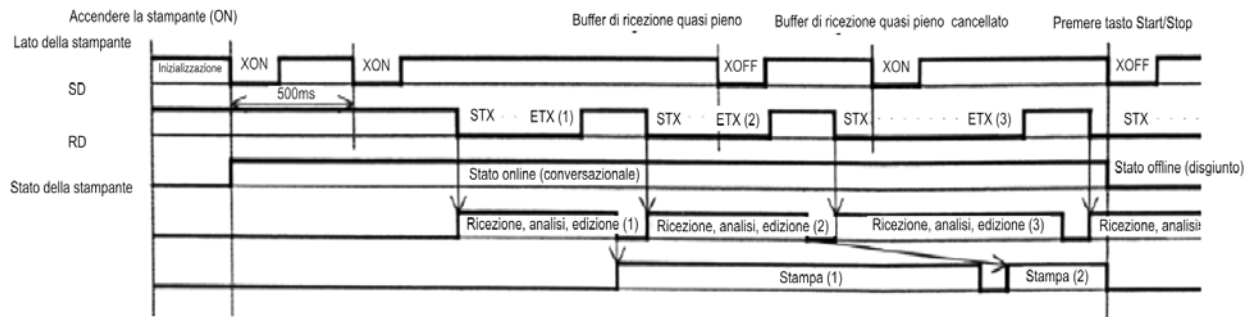 Accendere la stampante (ON)
Buffer di ricezione quasi pieno
Buffer di ricezione quasi pieno cancellato
Premere tasto Start/Stop
Lato della stampante
Inizializzazione
XON
XON
XOFF
XON
XOFF
SD
500ms
STX · · ETX (1)
STX · · ETX (2)
STX · · · · · · · · ETX (3)
STX · · · ·
RD
Stato online (conversazionale)
Stato offline (disgiunto)
Stato della stampante
Ricezione, analisi, edizione (1)
Ricezione, analisi, edizione (2)
Ricezione, analisi, edizione (3)
Ricezione, analisi
Stampa (1)
Stampa (2)